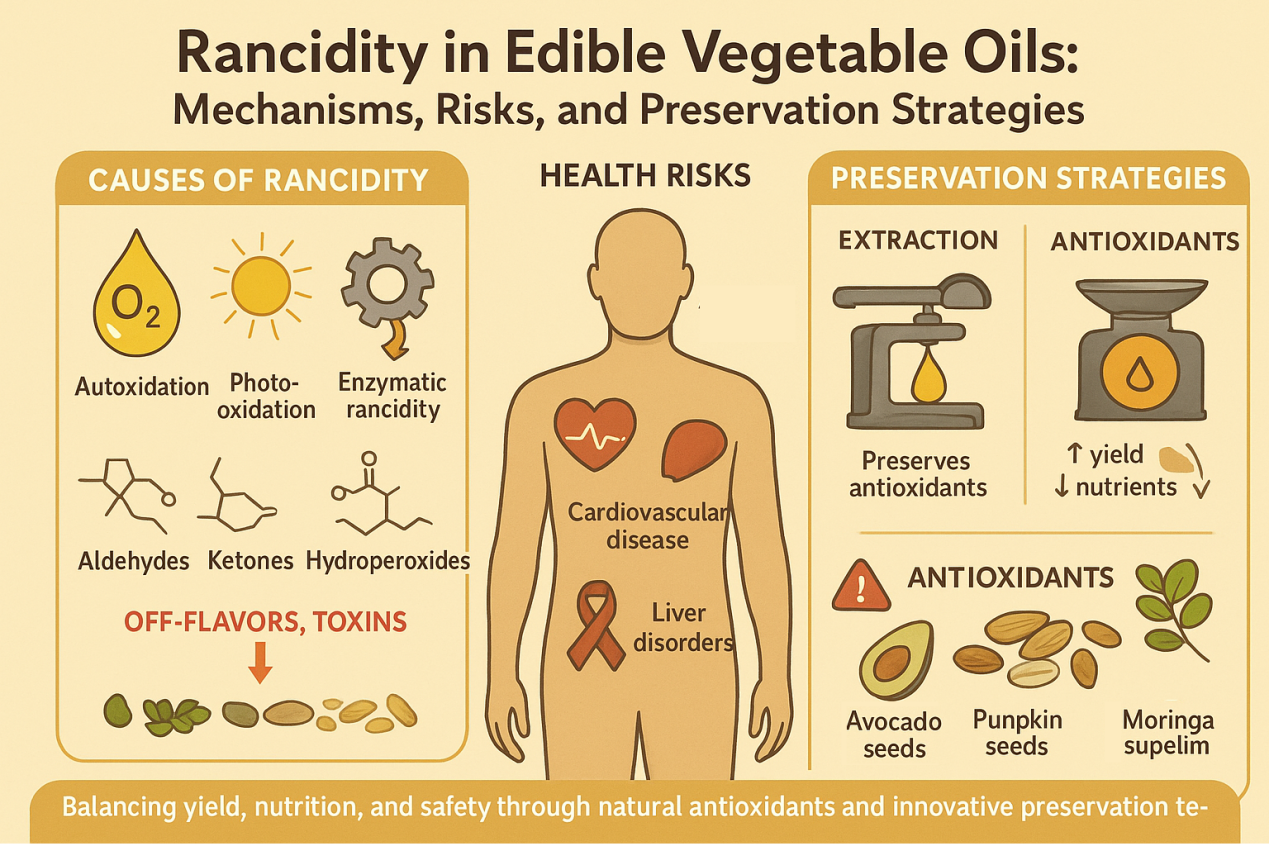 Rancidity in Edible Vegetable Oils:
Mechanisms, Risks, and Preservation Strategies
CAUSES OF RANCIDITY
O2
Autoxidation
Photo-
oxidation
Enzymatic
rancidity
Aldehydes
Ketones
Hydroperoxides
OFF-FLAVORS, TOXINS
HEALTH RISKS
Cardiovascular
disease
Liver
disorders
PRESERVATION STRATEGIES
EXTRACTION
Preserves
antioxidants
ANTIOXIDANTS
↑ yield
↓ nutrients
!
ANTIOXIDANTS
Avocado
seeds
Punpkin
seeds
Moringa
supelim
Balancing yield, nutrition, and safety through natural antioxidants and innovative preservation te-